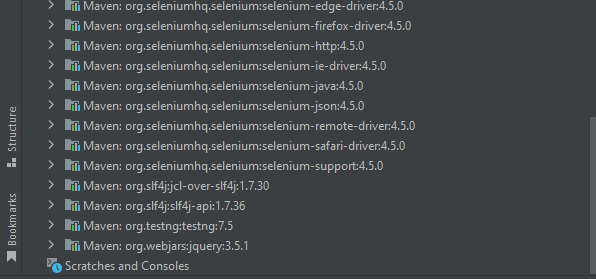 Maven: org.seleniumhq.selenium:selenium-edge-driver:4.5.0
Maven: org.seleniumhq.selenium:selenium-firefox-driver:4.5.0
Maven: org.seleniumhq.selenium:selenium-http:4.5.0
Maven: org.seleniumhq.selenium:selenium-ie-driver:4.5.0
Maven: org.seleniumhq.selenium:selenium-java:4.5.0
Maven: org.seleniumhq.selenium:selenium-json:4.5.0
Maven: org.seleniumhq.selenium:selenium-remote-driver:4.5.0
Maven: org.seleniumhq.selenium:selenium-safari-driver:4.5.0
Maven: org.seleniumhq.selenium:selenium-support:4.5.0
Maven: org.slf4j:jcl-over-slf4j:1.7.30
Maven: org.slf4j:slf4j-api:1.7.36
Maven: org.testng:testng:7.5
Maven: org.webjars:jquery:3.5.1
Scratches and Consoles
Structure
Bookmarks